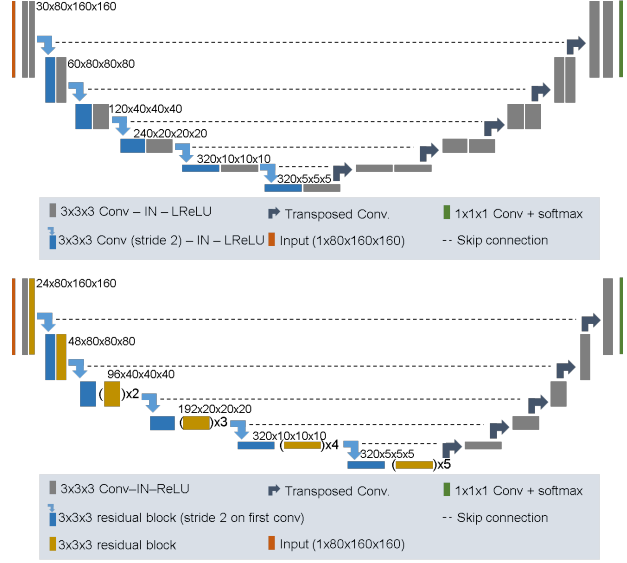 30x80x160x160
60x80x80x80
120x40x40x40
240x20x20x20
320x10x10x10
320x5x5x5
3x3x3 Conv – IN – LReLU
Transposed Conv.
1x1x1 Conv + softmax
3x3x3 Conv (stride 2) – IN – LReLU
Input (1x80x160x160)
Skip connection
24x80x160x160
48x80x80x80
96x40x40x40
( )x2
192x20x20x20
( )x3
320x10x10x10
( )x4
320x5x5x5
( )x5
3x3x3 Conv–IN–ReLU
Transposed Conv.
1x1x1 Conv + softmax
3x3x3 residual block (stride 2 on first conv)
Skip connection
3x3x3 residual block
Input (1x80x160x160)